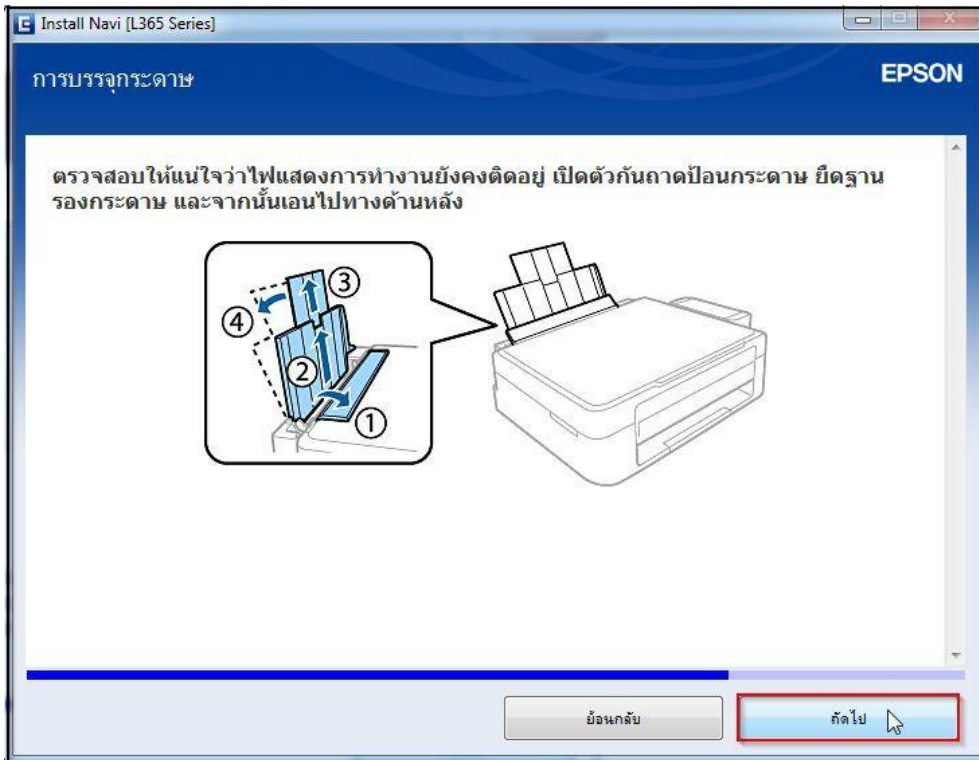 Install Navi [L365 Series]
การบรรจุกระดาษ
EPSON
ตรวจสอบให้แน่ใจว่าไฟแสดงการทำงานยังคงติดอยู่ เปิดตัวกันถาดป้อนกระดาษ ยืดฐาน
รองกระดาษ และจากนั้นเอนไปทางด้านหลัง
③
④
②
①
ย้อนกลับ
ถัดไป